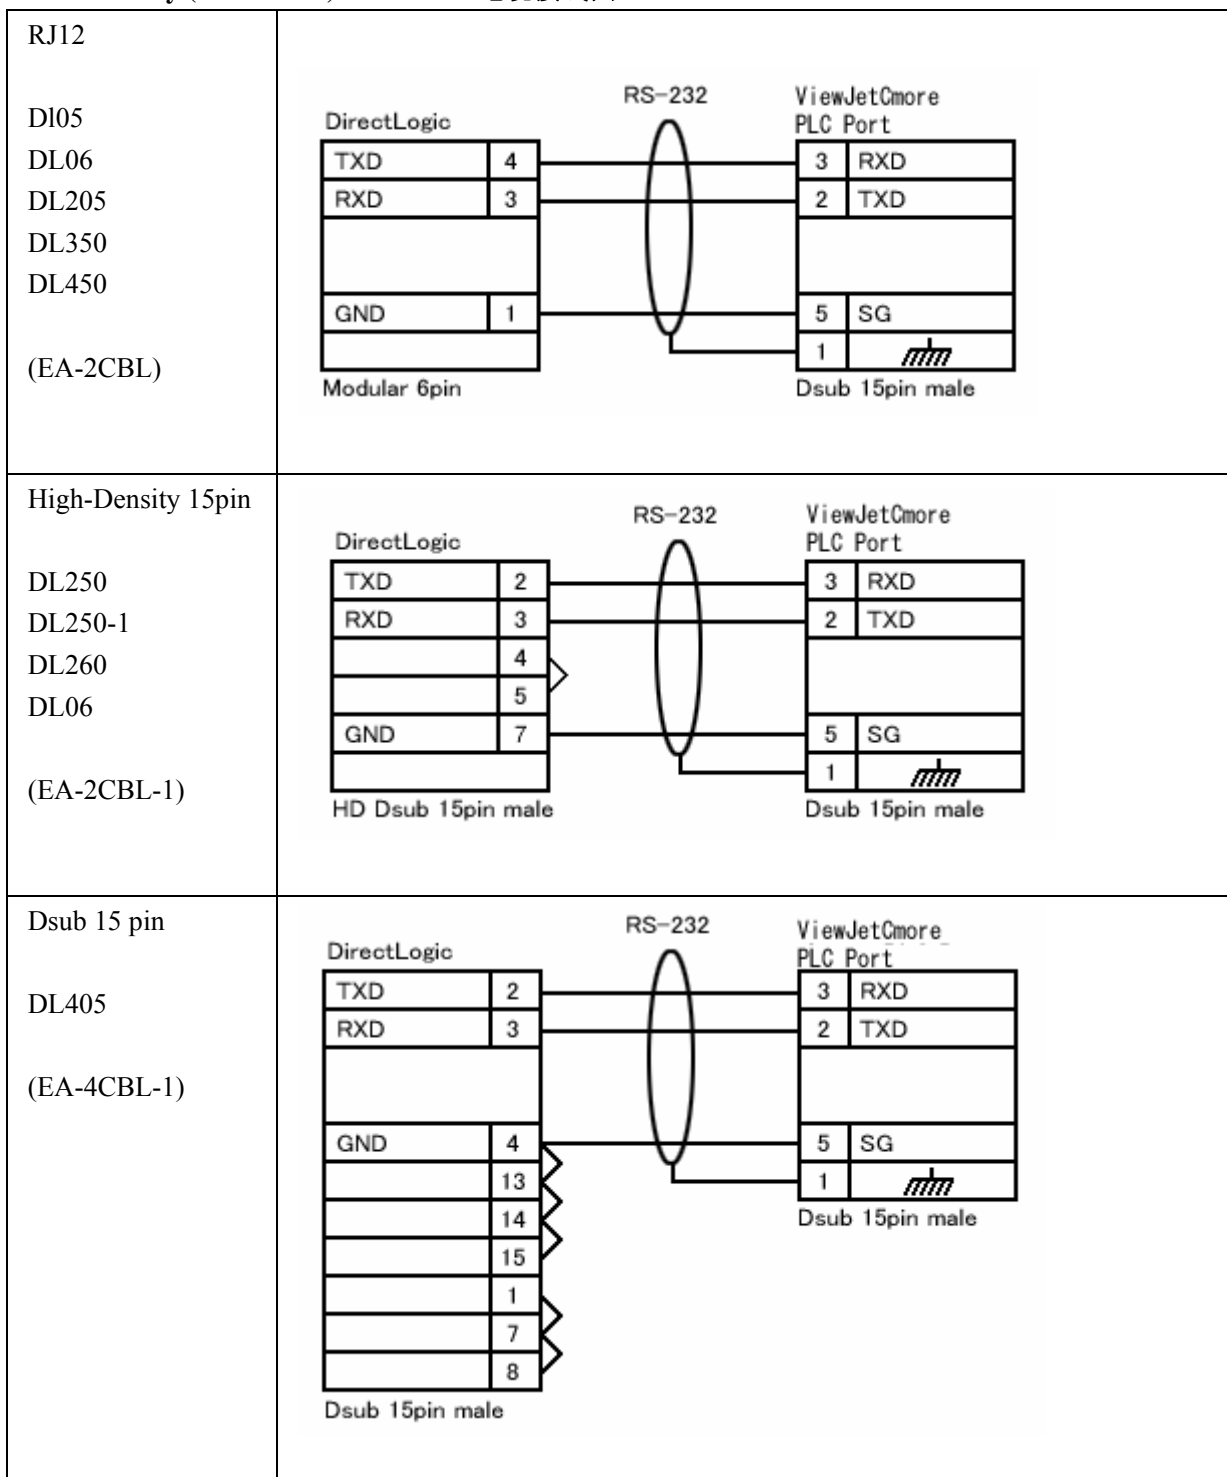 RJ12
Dl05
DL06
DL205
DL350
DL450
(EA-2CBL)
RS-232
ViewJetCmore
DirectLogic
PLC Port
TXD 4
3 RXD
RXD 3
2 TXD
GND 1
5 SG
1
Modular 6pin
Dsub 15pin male
High-Density 15pin
DL250
DL250-1
DL260
DL06
(EA-2CBL-1)
RS-232
ViewJetCmore
DirectLogic
PLC Port
TXD 2
3 RXD
RXD 3
2 TXD
4
5
GND 7
5 SG
1
HD Dsub 15pin male
Dsub 15pin male
Dsub 15 pin
DL405
(EA-4CBL-1)
RS-232
ViewJetCmore
DirectLogic
PLC Port
TXD 2
3 RXD
RXD 3
2 TXD
GND 4
5 SG
13
1
14
15
1
7
8
Dsub 15pin male
Dsub 15pin male